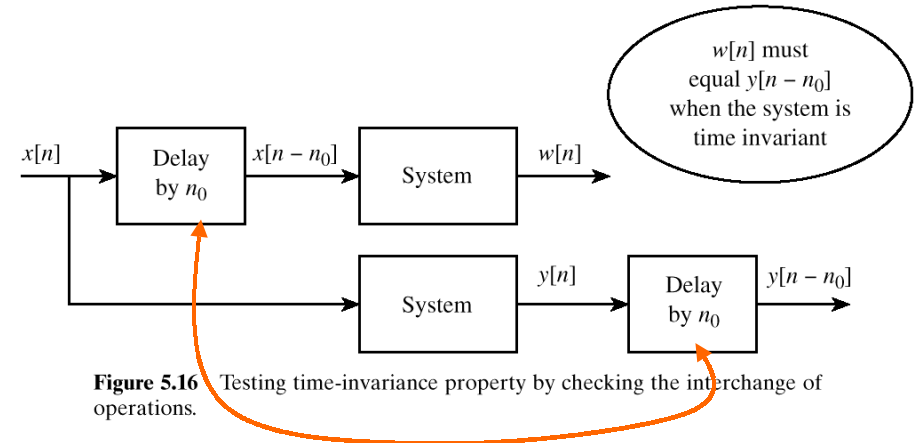 w[n] must
equal y[n − n₀]
when the system is
time invariant
x[n]
Delay
by n₀
x[n − n₀]
System
w[n]
System
y[n]
Delay
by n₀
y[n − n₀]
Figure 5.16 Testing time-invariance property by checking the interchange of
operations.